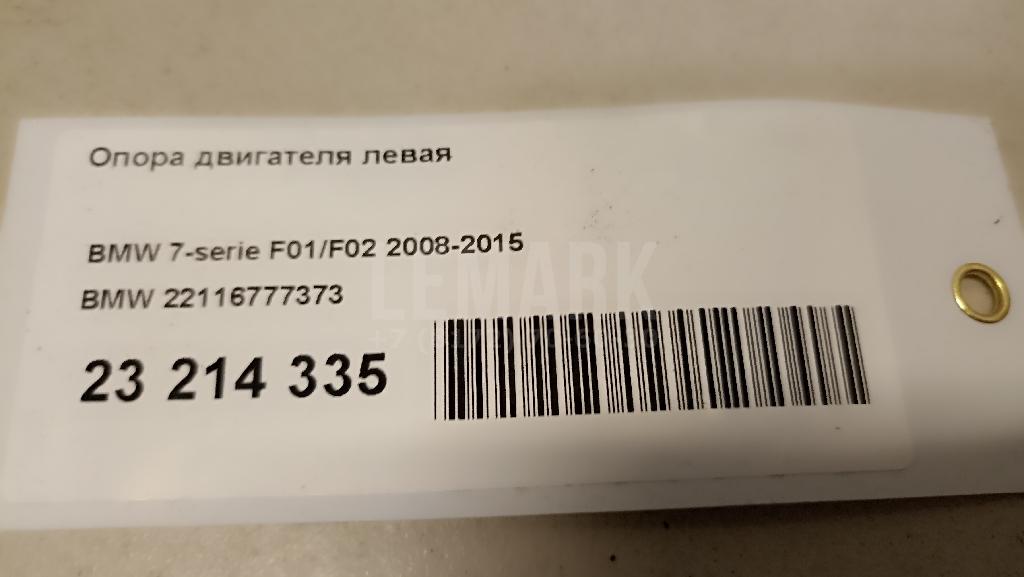 Опора двигателя левая
BMW 7-serie F01/F02 2008-2015
BMW 22116777373
LEMARK
23 214 335